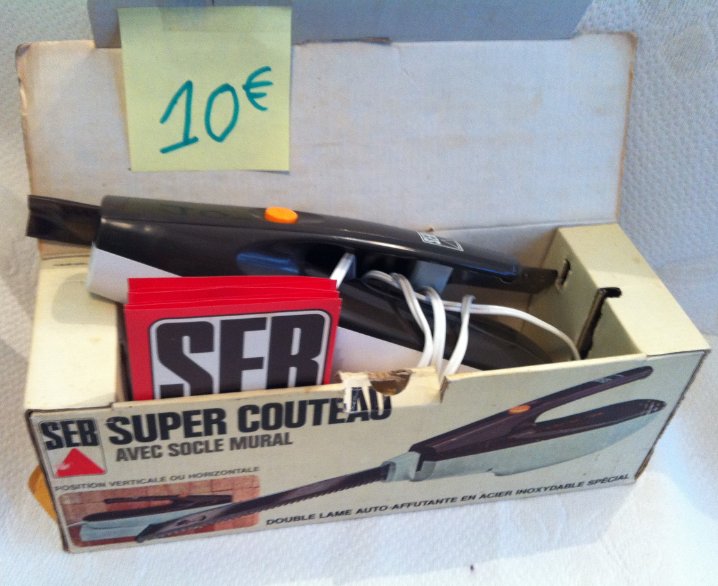 10€
SEB
SEB
SUPER COUTEAU
AVEC SOCLE MURAL
POSITION VERTICALE OU HORIZONTALE
DOUBLE LAME AUTO-AFFUTANTE EN ACIER INOXYDABLE SPÉCIAL